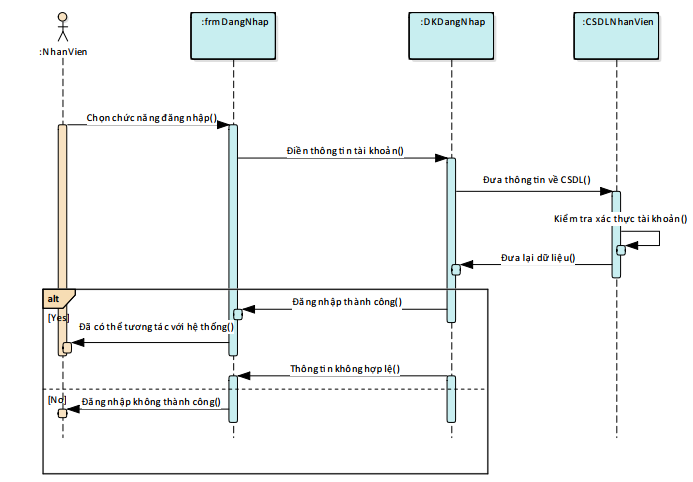 :NhanVien
:frmDangNhap
:DKDangNhap
:CSDLNhanVien
Chọn chức năng đăng nhập()
Điền thông tin tài khoản()
Đưa thông tin về CSDL()
Kiểm tra xác thực tài khoản()
Đưa lại dữ liệu()
alt
Đăng nhập thành công()
[Yes]
Đã có thể tương tác với hệ thống()
Thông tin không hợp lệ()
[No]
Đăng nhập không thành công()